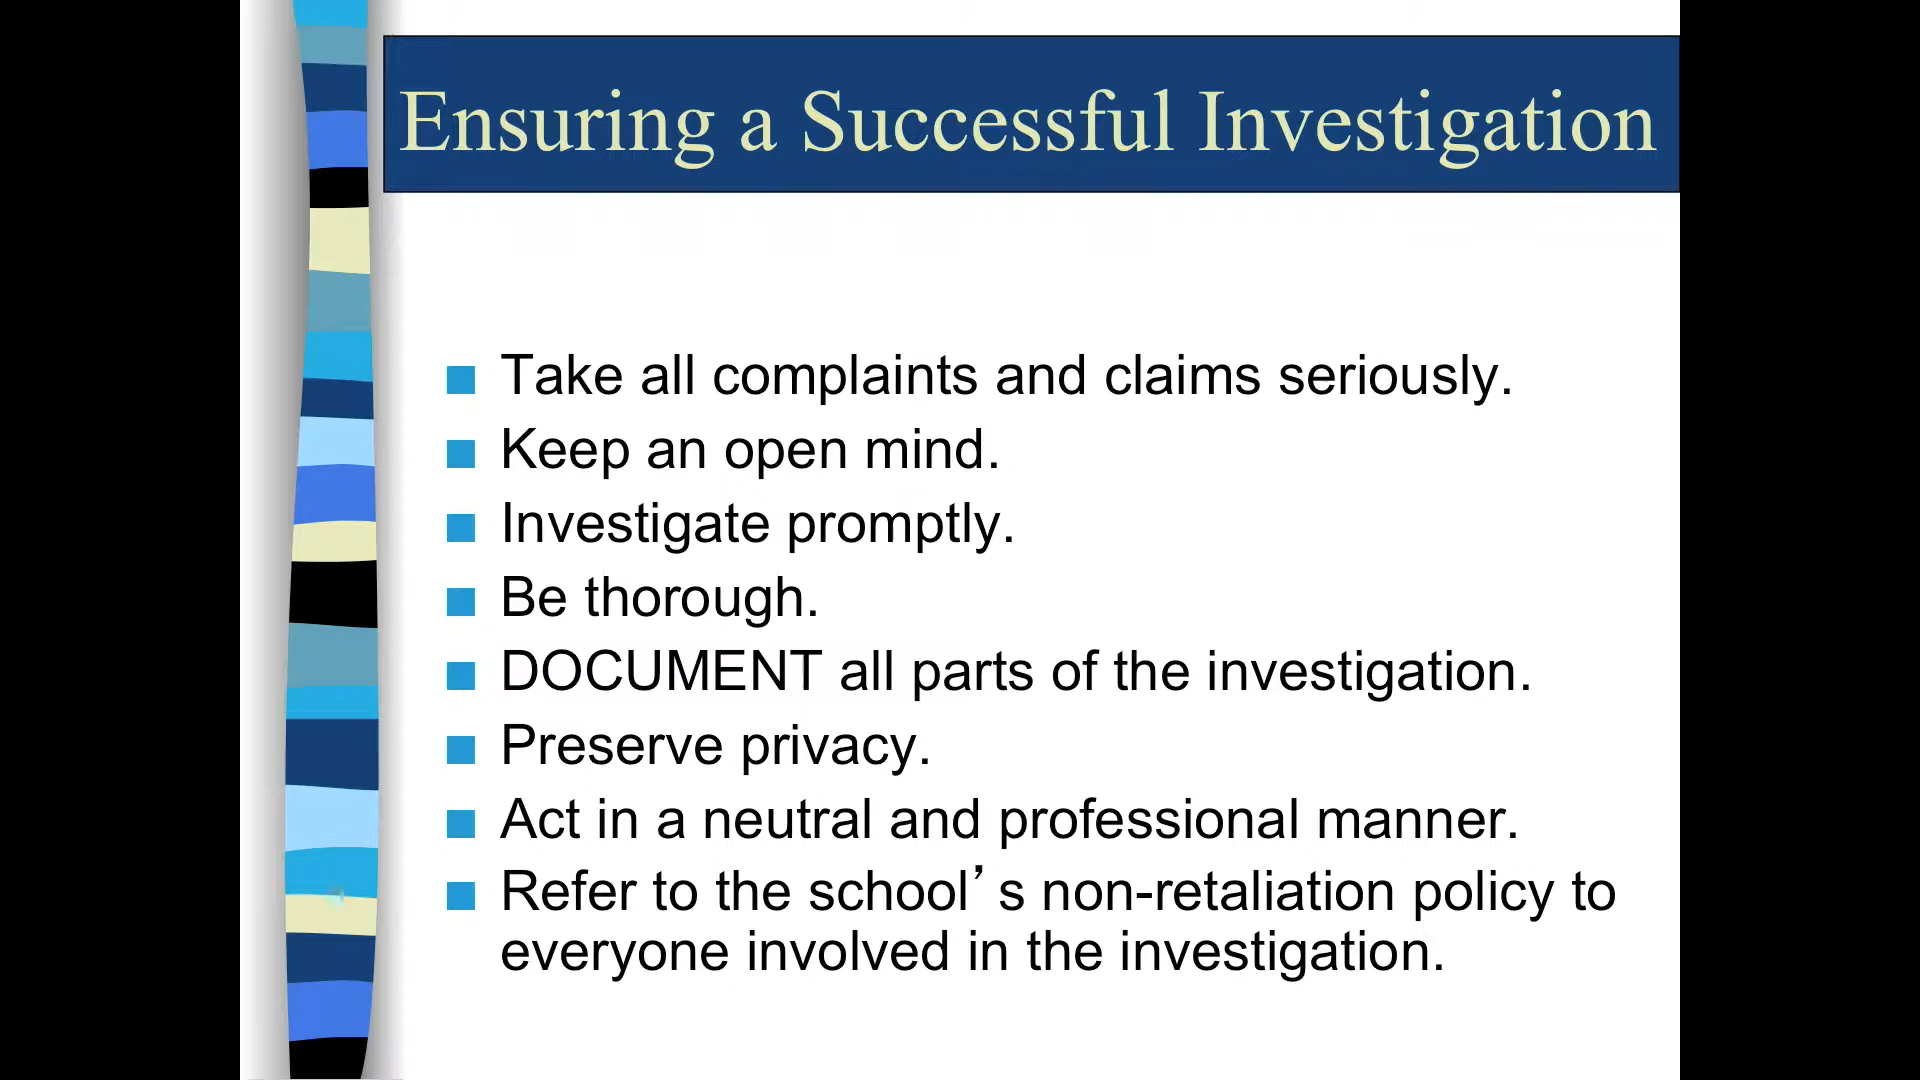 Ensuring a Successful Investigation
Take all complaints and claims seriously.
Keep an open mind.
Investigate promptly.
Be thorough.
DOCUMENT all parts of the investigation.
Preserve privacy.
Act in a neutral and professional manner.
Refer to the school’s non-retaliation policy to
everyone involved in the investigation.